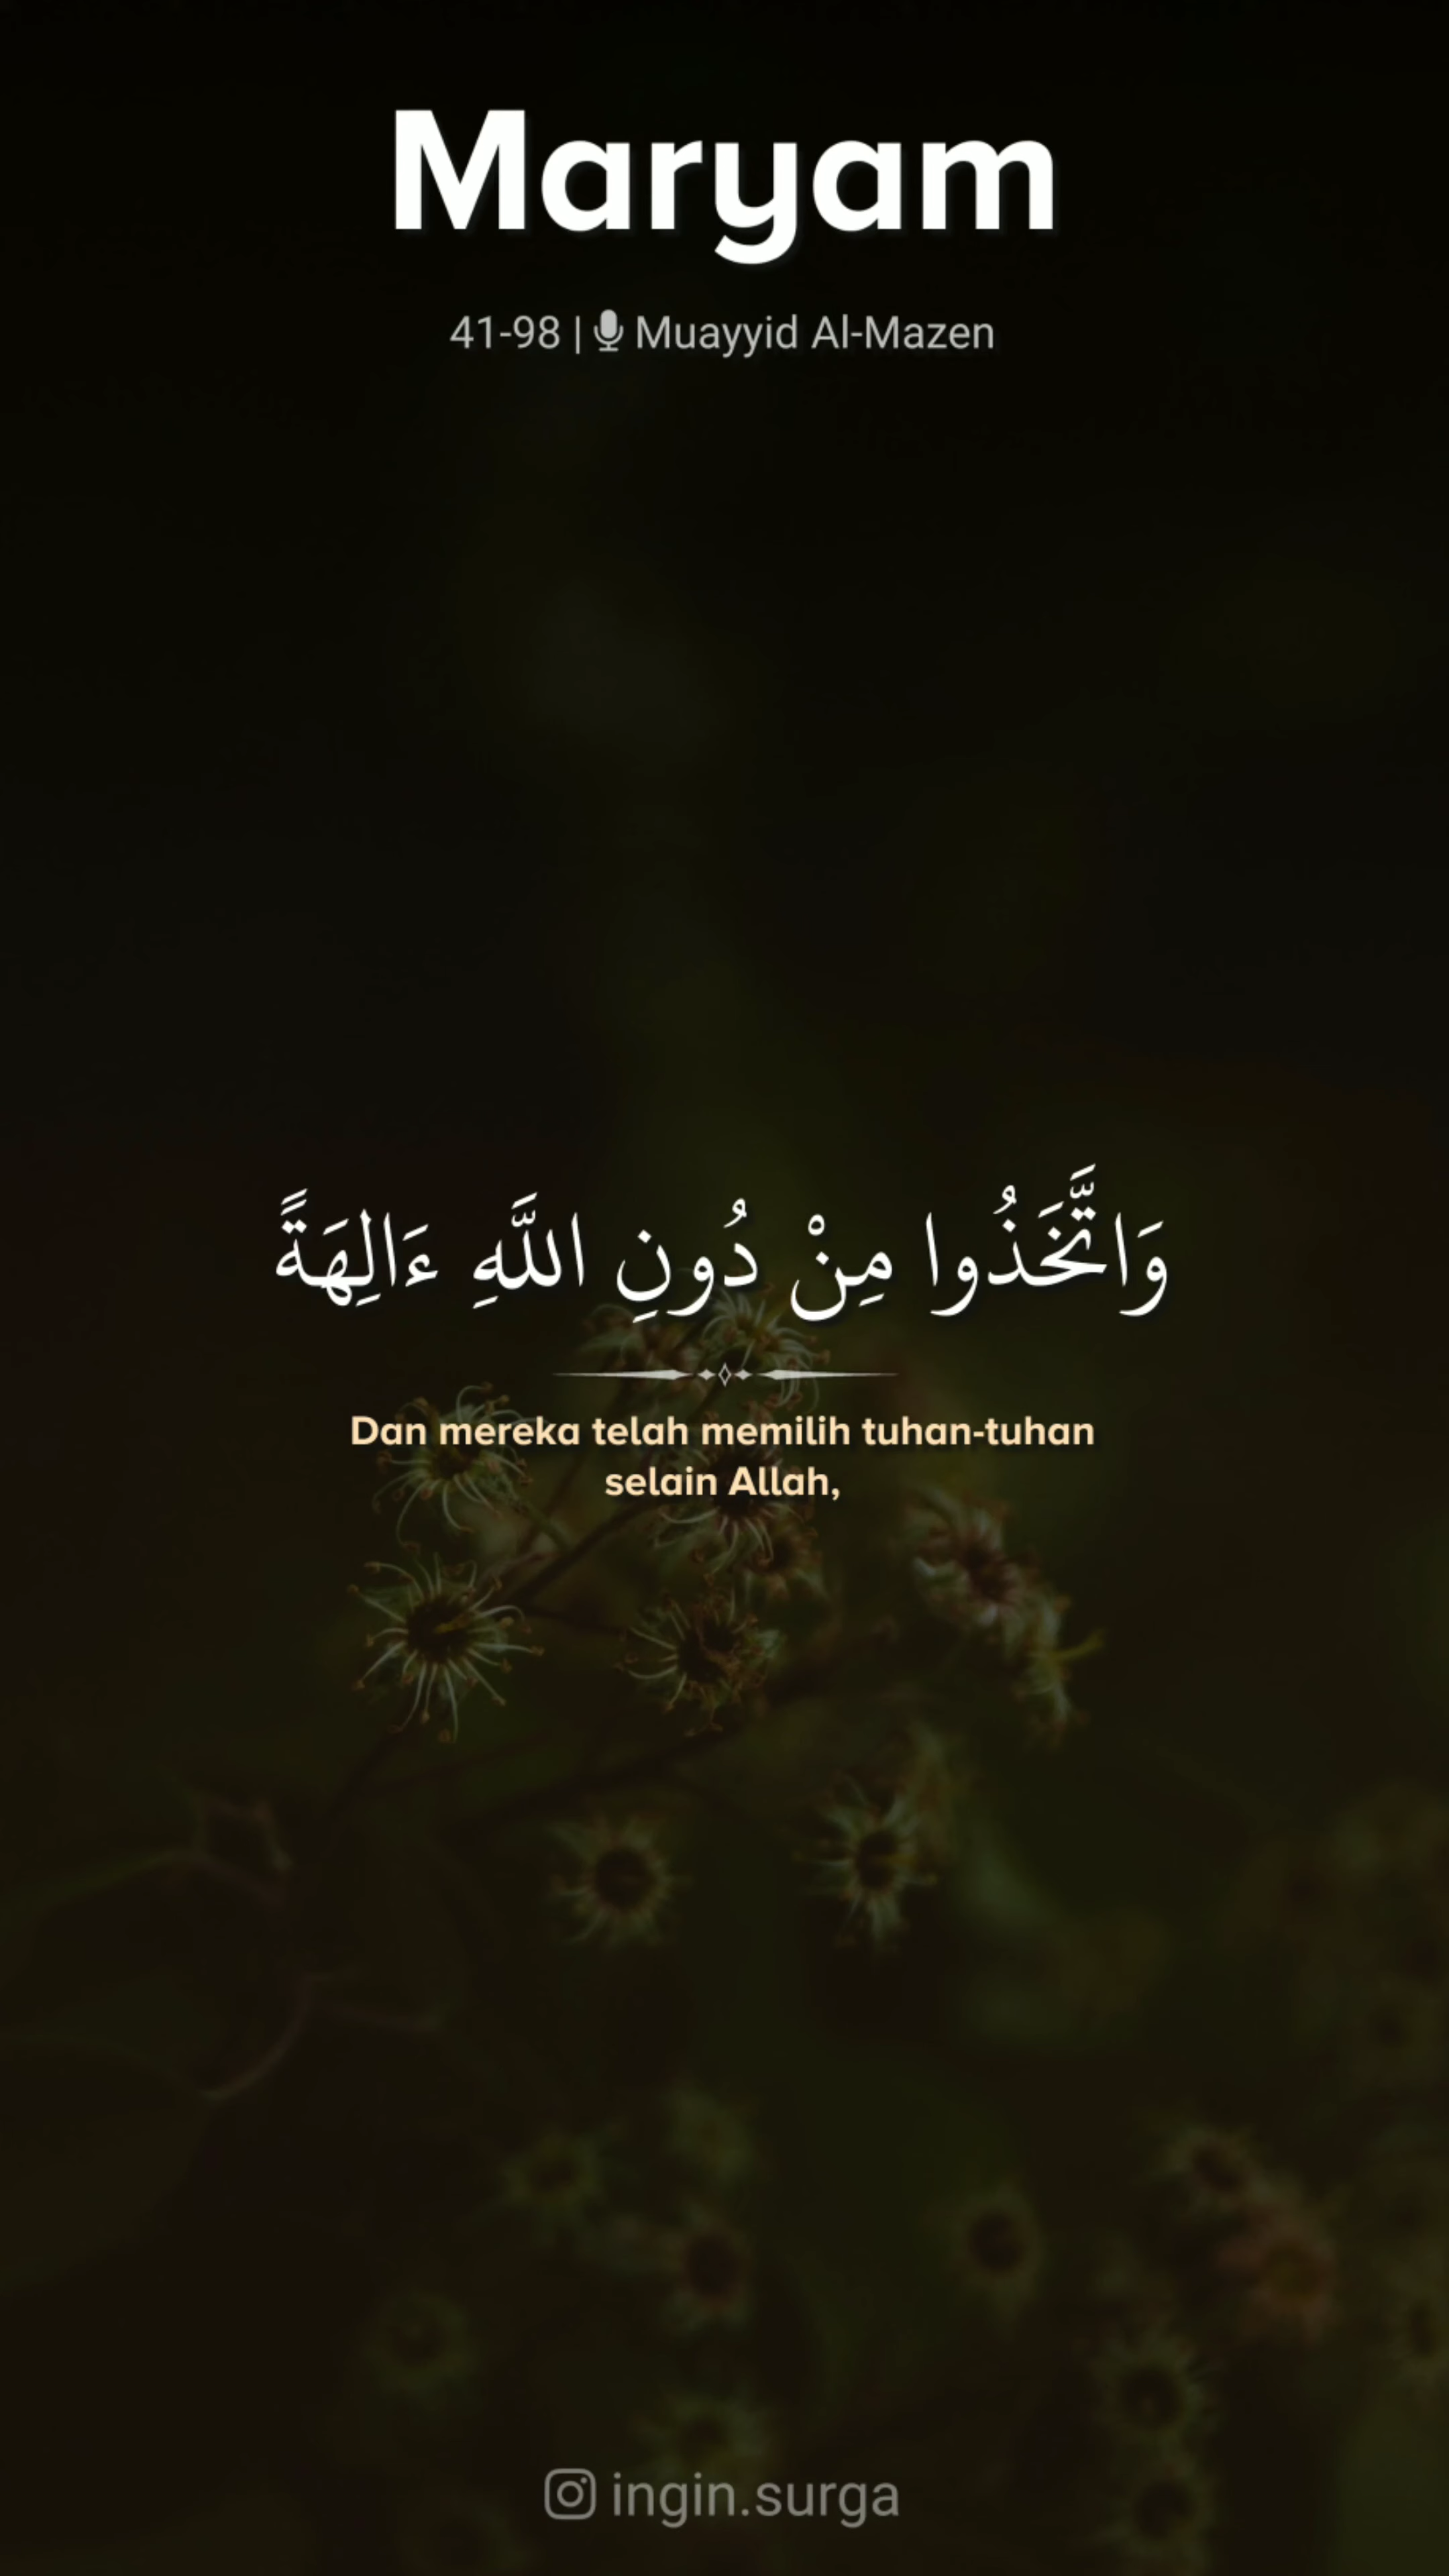 Maryam
41-98 | Muayyid Al-Mazen
وَاتَّخَذُوا مِنْ دُونِ اللَّهِ ءَالِهَةً
Dan mereka telah memilih tuhan-tuhan
selain Allah,
ingin.surga